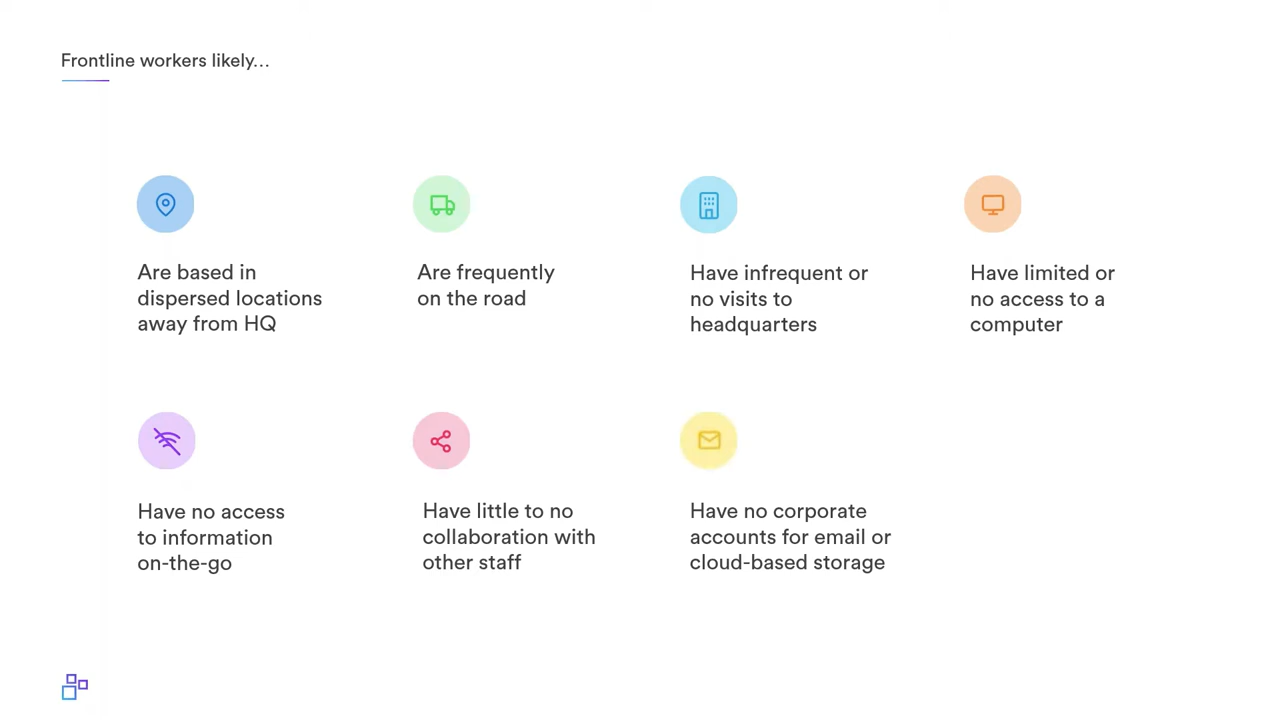 Frontline workers likely...
Are based in
dispersed locations
away from HQ
Are frequently
on the road
Have infrequent or
no visits to
headquarters
Have limited or
no access to a
computer
Have no access
to information
on-the-go
Have little to no
collaboration with
other staff
Have no corporate
accounts for email or
cloud-based storage